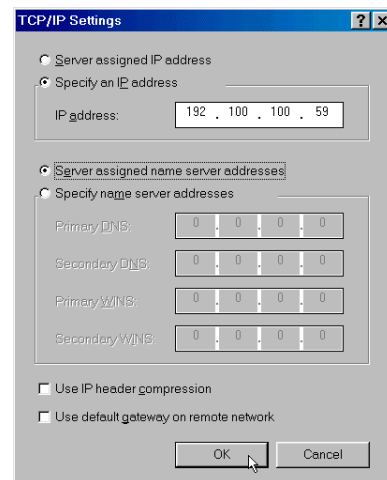 TCP/IP Settings
Server assigned IP address
Specify an IP address
IP address: 192 . 100 . 100 . 59
Server assigned name server addresses
Specify name server addresses
Primary DNS: 0 . 0 . 0 . 0
Secondary DNS: 0 . 0 . 0 . 0
Primary WINS: 0 . 0 . 0 . 0
Secondary WINS: 0 . 0 . 0 . 0
Use IP header compression
Use default gateway on remote network
OK Cancel